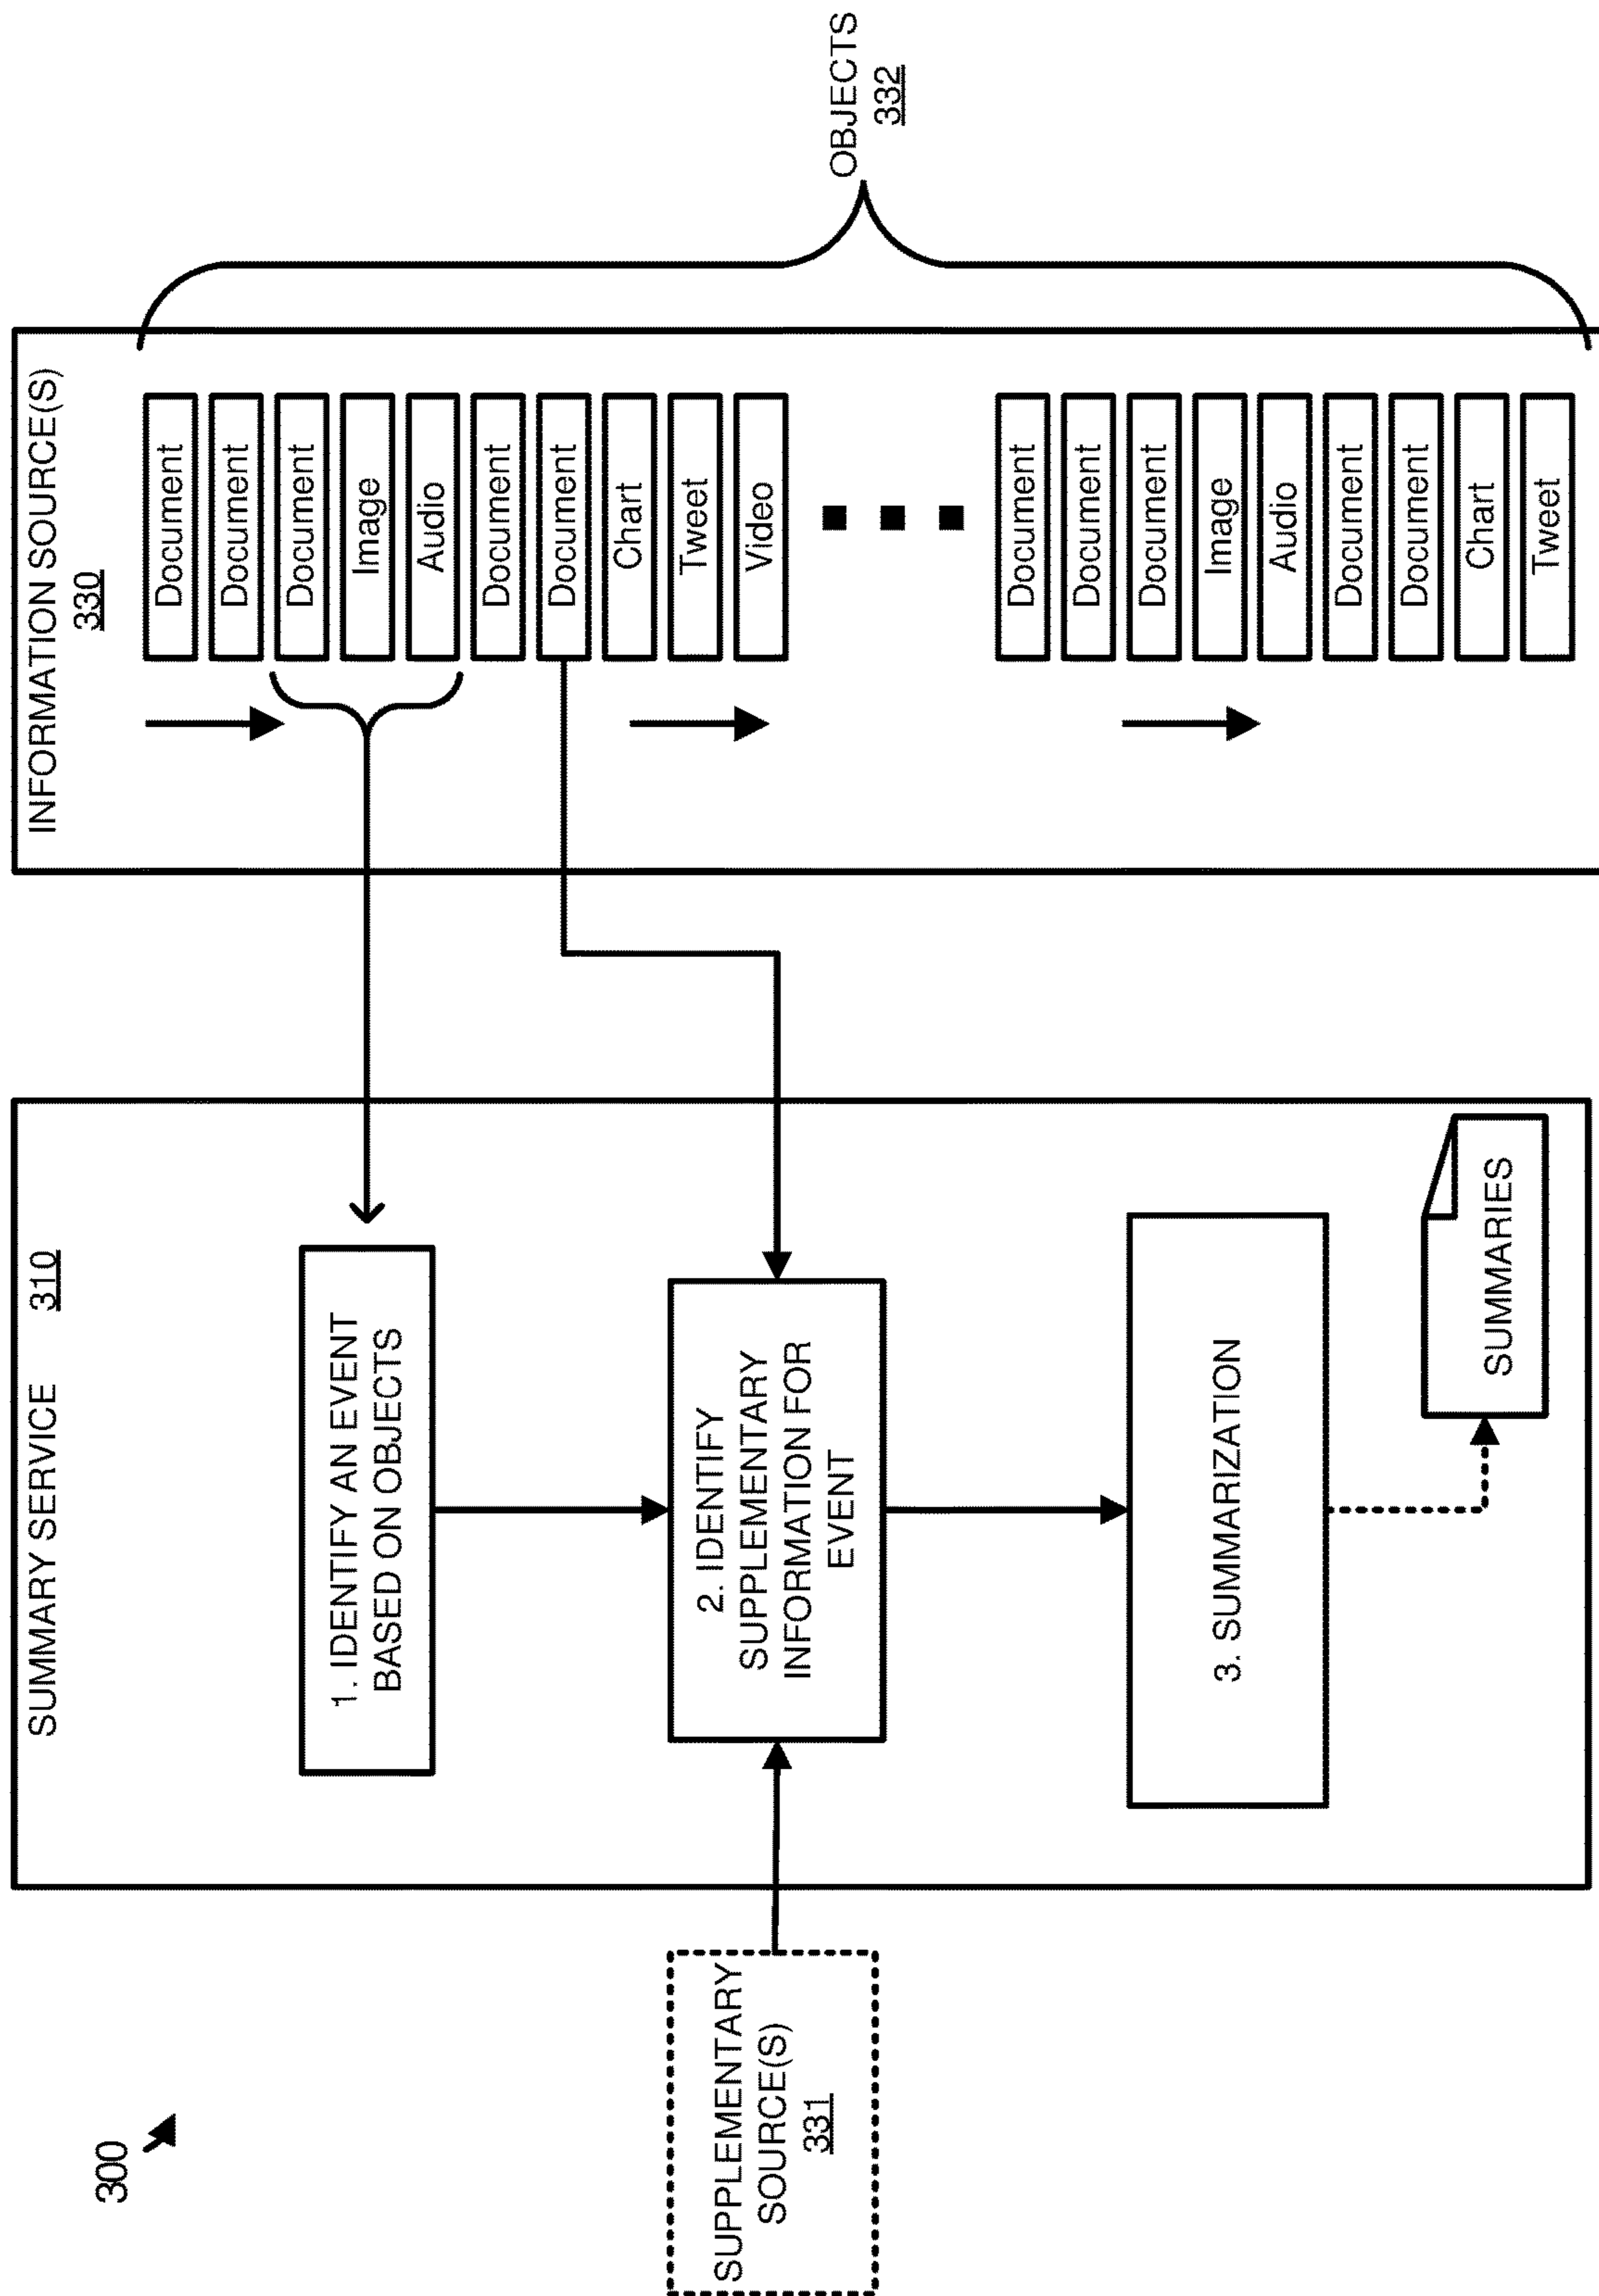 300
SUPPLEMENTARY
SOURCE(S)
331
SUMMARY SERVICE 310
1. IDENTIFY AN EVENT
BASED ON OBJECTS
2. IDENTIFY
SUPPLEMENTARY
INFORMATION FOR
EVENT
3. SUMMARIZATION
SUMMARIES
INFORMATION SOURCE(S)
330
Document
Document
Document
Image
Audio
Document
Document
Chart
Tweet
Video
Document
Document
Document
Image
Audio
Document
Document
Chart
Tweet
OBJECTS
332